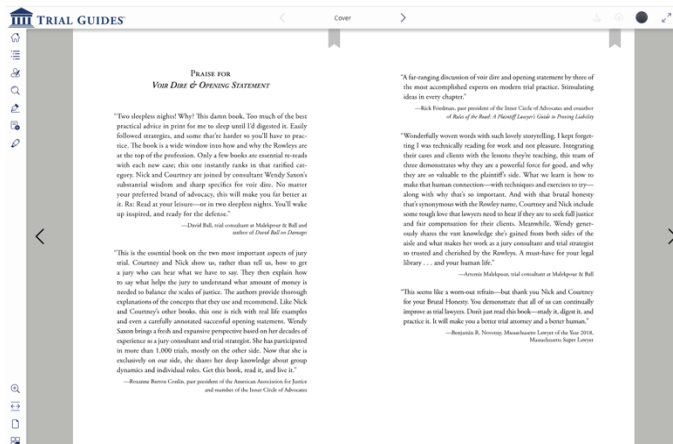 TRIAL GUIDES
Cover
PRAISE FOR
VOIR DIRE & OPENING STATEMENT
"Two sleepless nights! Why? This damn book. Too much of the best
practical advice in print for me to sleep until I'd digested it. Easily
followed strategies, and some that're harder so you'll have to prac-
tice. The book is a wide window into how and why the Rowleys are
at the top of the profession. Only a few books are essential re-reads
with each new case; this one instantly ranks in that rarified cat-
egory. Nick and Courtney are joined by consultant Wendy Saxon's
substantial wisdom and sharp specifics for voir dire. No matter
your preferred brand of advocacy, this will make you far better at
it. Rx: Read at your leisure—or in two sleepless nights. You'll wake
up inspired, and ready for the defense."
—David Ball, trial consultant at Malekpour & Ball and
author of David Ball on Damages
"This is the essential book on the two most important aspects of jury
trial. Courtney and Nick show us, rather than tell us, how to get
a jury who can hear what we have to say. They then explain how
to say what helps the jury to understand what amount of money is
needed to balance the scales of justice. The authors provide thorough
explanations of the concepts that they use and recommend. Like Nick
and Courtney's other books, this one is rich with real life examples
and even a carefully annotated successful opening statement. Wendy
Saxon brings a fresh and expansive perspective based on her decades of
experience as a jury consultant and trial strategist. She has participated
in more than 1,000 trials, mostly on the other side. Now that she is
exclusively on our side, she shares her deep knowledge about group
dynamics and individual roles. Get this book, read it, and live it."
—Roxanne Barton Conlin, past president of the American Association for Justice
and member of the Inner Circle of Advocates
"A far-ranging discussion of voir dire and opening statement by three of
the most accomplished experts on modern trial practice. Stimulating
ideas in every chapter."
—Rick Friedman, past president of the Inner Circle of Advocates and coauthor
of Rules of the Road: A Plaintiff Lawyer's Guide to Proving Liability
"Wonderfully woven words with such lovely storytelling, I kept forget-
ting I was technically reading for work and not pleasure. Integrating
their cases and clients with the lessons they're teaching, this team of
three demonstrates why they are a powerful force for good, and why
they are so valuable to the plaintiff's side. What we learn is how to
make that human connection—with techniques and exercises to try—
along with why that's so important. And with that brutal honesty
that's synonymous with the Rowley name, Courtney and Nick include
some tough love that lawyers need to hear if they are to seek full justice
and fair compensation for their clients. Meanwhile, Wendy gener-
ously shares the vast knowledge she's gained from both sides of the
aisle and what makes her work as a jury consultant and trial strategist
so trusted and cherished by the Rowleys. A must-have for your legal
library . . . and your human life."
—Artemis Malekpour, trial consultant at Malekpour & Ball
"This seems like a worn-out refrain—but thank you Nick and Courtney
for your Brutal Honesty. You demonstrate that all of us can continually
improve as trial lawyers. Don't just read this book—study it, digest it, and
practice it. It will make you a better trial attorney and a better human."
—Benjamin R. Novotny, Massachusetts Lawyer of the Year 2018,
Massachusetts Super Lawyer